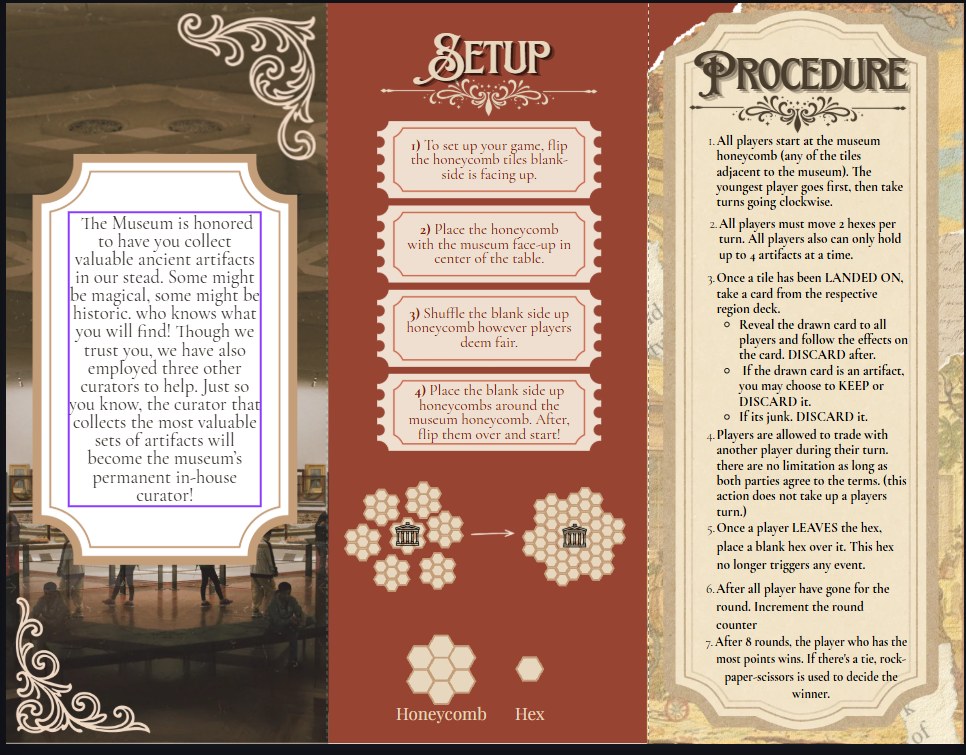 The Museum is honored
to have you collect
valuable ancient artifacts
in our stead. Some might
be magical, some might be
historic. who knows what
you will find! Though we
trust you, we have also
employed three other
curators to help. Just so
you know, the curator that
collects the most valuable
sets of artifacts will
become the museum's
permanent in-house
curator!
SETUP
1) To set up your game, flip
the honeycomb tiles blank-
side is facing up.
2) Place the honeycomb
with the museum face-up in
center of the table.
3) Shuffle the blank side up
honeycomb however players
deem fair.
4) Place the blank side up
honeycombs around the
museum honeycomb. After,
flip them over and start!
Honeycomb
Hex
PROCEDURE
1. All players start at the museum
honeycomb (any of the tiles
adjacent to the museum). The
youngest player goes first, then take
turns going clockwise.
2. All players must move 2 hexes per
turn. All players also can only hold
up to 4 artifacts at a time.
3. Once a tile has been LANDED ON,
take a card from the respective
region deck.
○ Reveal the drawn card to all
players and follow the effects on
the card. DISCARD after.
○ If the drawn card is an artifact,
you may choose to KEEP or
DISCARD it.
○ If its junk. DISCARD it.
4. Players are allowed to trade with
another player during their turn.
there are no limitation as long as
both parties agree to the terms. (this
action does not take up a players
turn.)
5. Once a player LEAVES the hex,
place a blank hex over it. This hex
no longer triggers any event.
6. After all player have gone for the
round. Increment the round
counter
7. After 8 rounds, the player who has the
most points wins. If there's a tie, rock-
paper-scissors is used to decide the
winner.
of